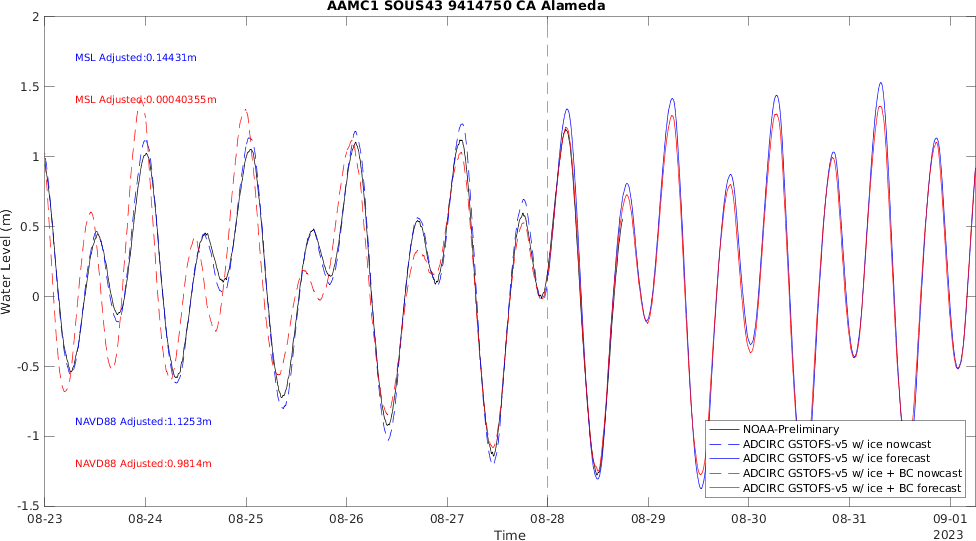 AAMC1 SOUS43 9414750 CA Alameda
2
1.5
1
0.5
0
-0.5
-1
-1.5
Water Level (m)
MSL Adjusted:0.14431m
MSL Adjusted:0.00040355m
NAVD88 Adjusted:1.1253m
NAVD88 Adjusted:0.9814m
NOAA-Preliminary
ADCIRC GSTOFS-v5 w/ ice nowcast
ADCIRC GSTOFS-v5 w/ ice forecast
ADCIRC GSTOFS-v5 w/ ice + BC nowcast
ADCIRC GSTOFS-v5 w/ ice + BC forecast
08-23 08-24 08-25 08-26 08-27 08-28 08-29 08-30 08-31 09-01
Time 2023